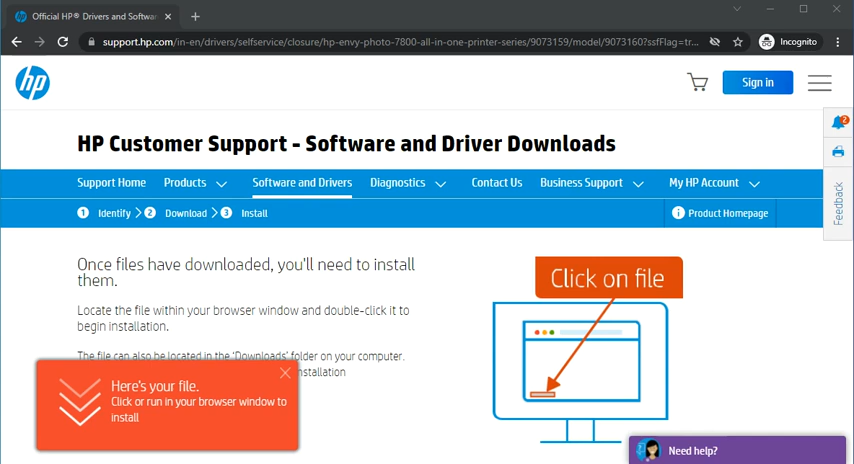 Official HP® Drivers and Softwar
support.hp.com/in-en/drivers/selfservice/closure/hp-envy-photo-7800-all-in-one-printer-series/9073159/model/9073160?ssfFlag=tr...
Incognito
hp
Sign in
2
HP Customer Support - Software and Driver Downloads
Support Home Products Software and Drivers Diagnostics Contact Us Business Support My HP Account
1 Identify 2 Download 3 Install
i Product Homepage
Feedback
Once files have downloaded, you'll need to install
them.
Locate the file within your browser window and double-click it to
begin installation.
The file can also be located in the 'Downloads' folder on your computer.
nstallation
Click on file
Here's your file.
Click or run in your browser window to
install
Need help?